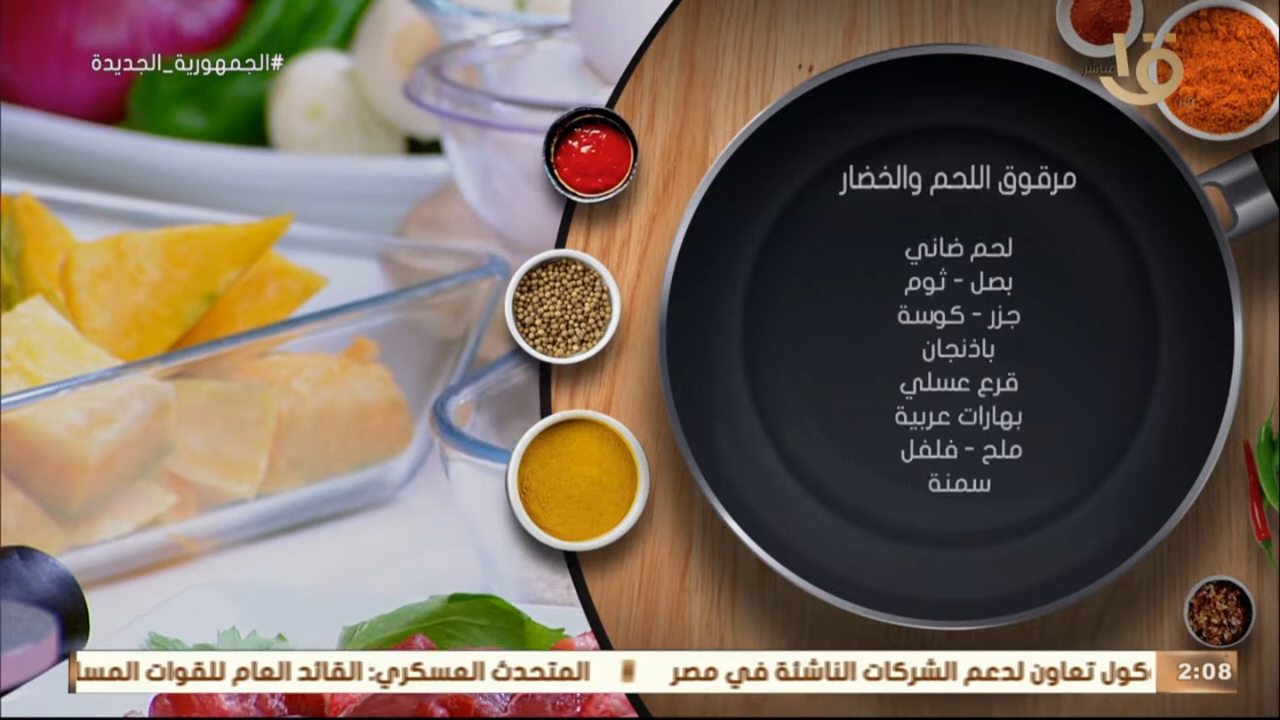 #الجمهورية_الجديدة
مباشر
مرقوق اللحم والخضار
لحم ضاني
بصل - ثوم
جزر - كوسة
باذنجان
قرع عسلي
بهارات عربية
ملح - فلفل
سمنة
2:08
كول تعاون لدعم الشركات الناشئة في مصر
المتحدث العسكري: القائد العام للقوات المسا